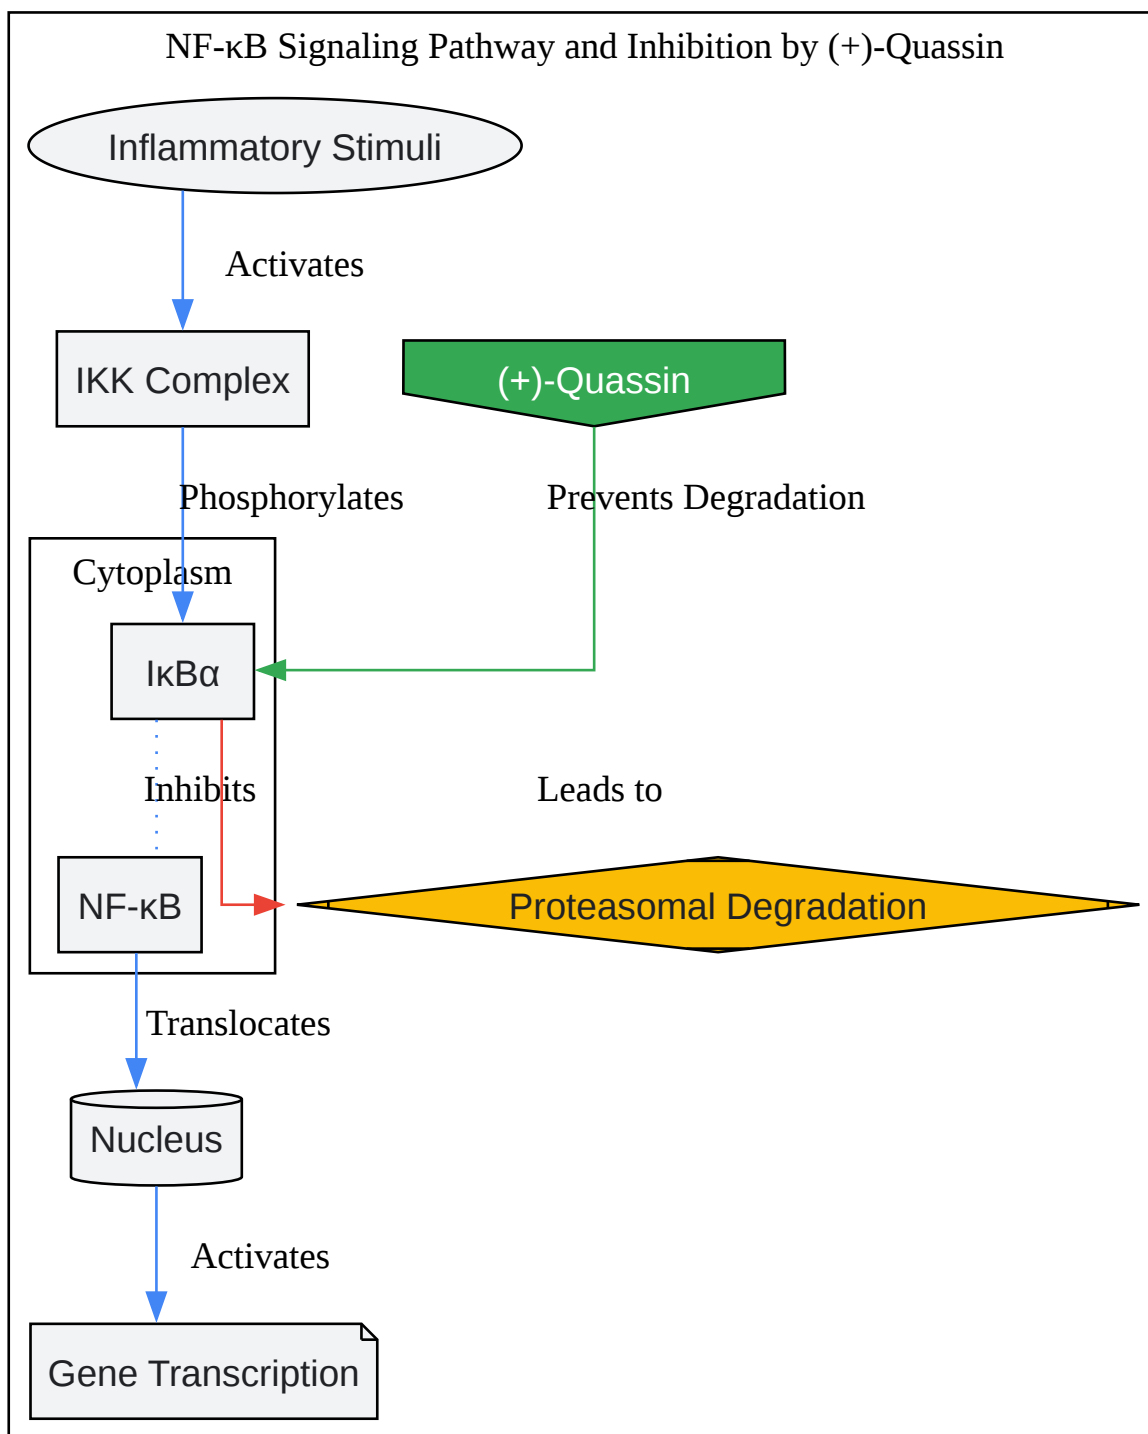 NF-κB Signaling Pathway and Inhibition by (+)-Quassin
Inflammatory Stimuli
Activates
IKK Complex
(+)-Quassin
Phosphorylates
Prevents Degradation
Cytoplasm
IκBα
Inhibits
Leads to
NF-κB
Proteasomal Degradation
Translocates
Nucleus
Activates
Gene Transcription